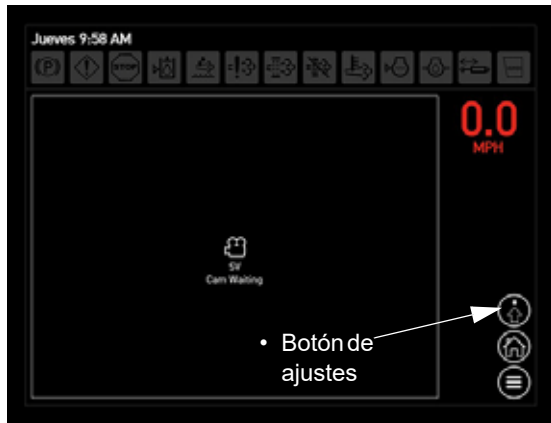 Jueves 9:58 AM
(P)
STOP
0.0
MPH
SV
Cam Waiting
• Botón de
ajustes